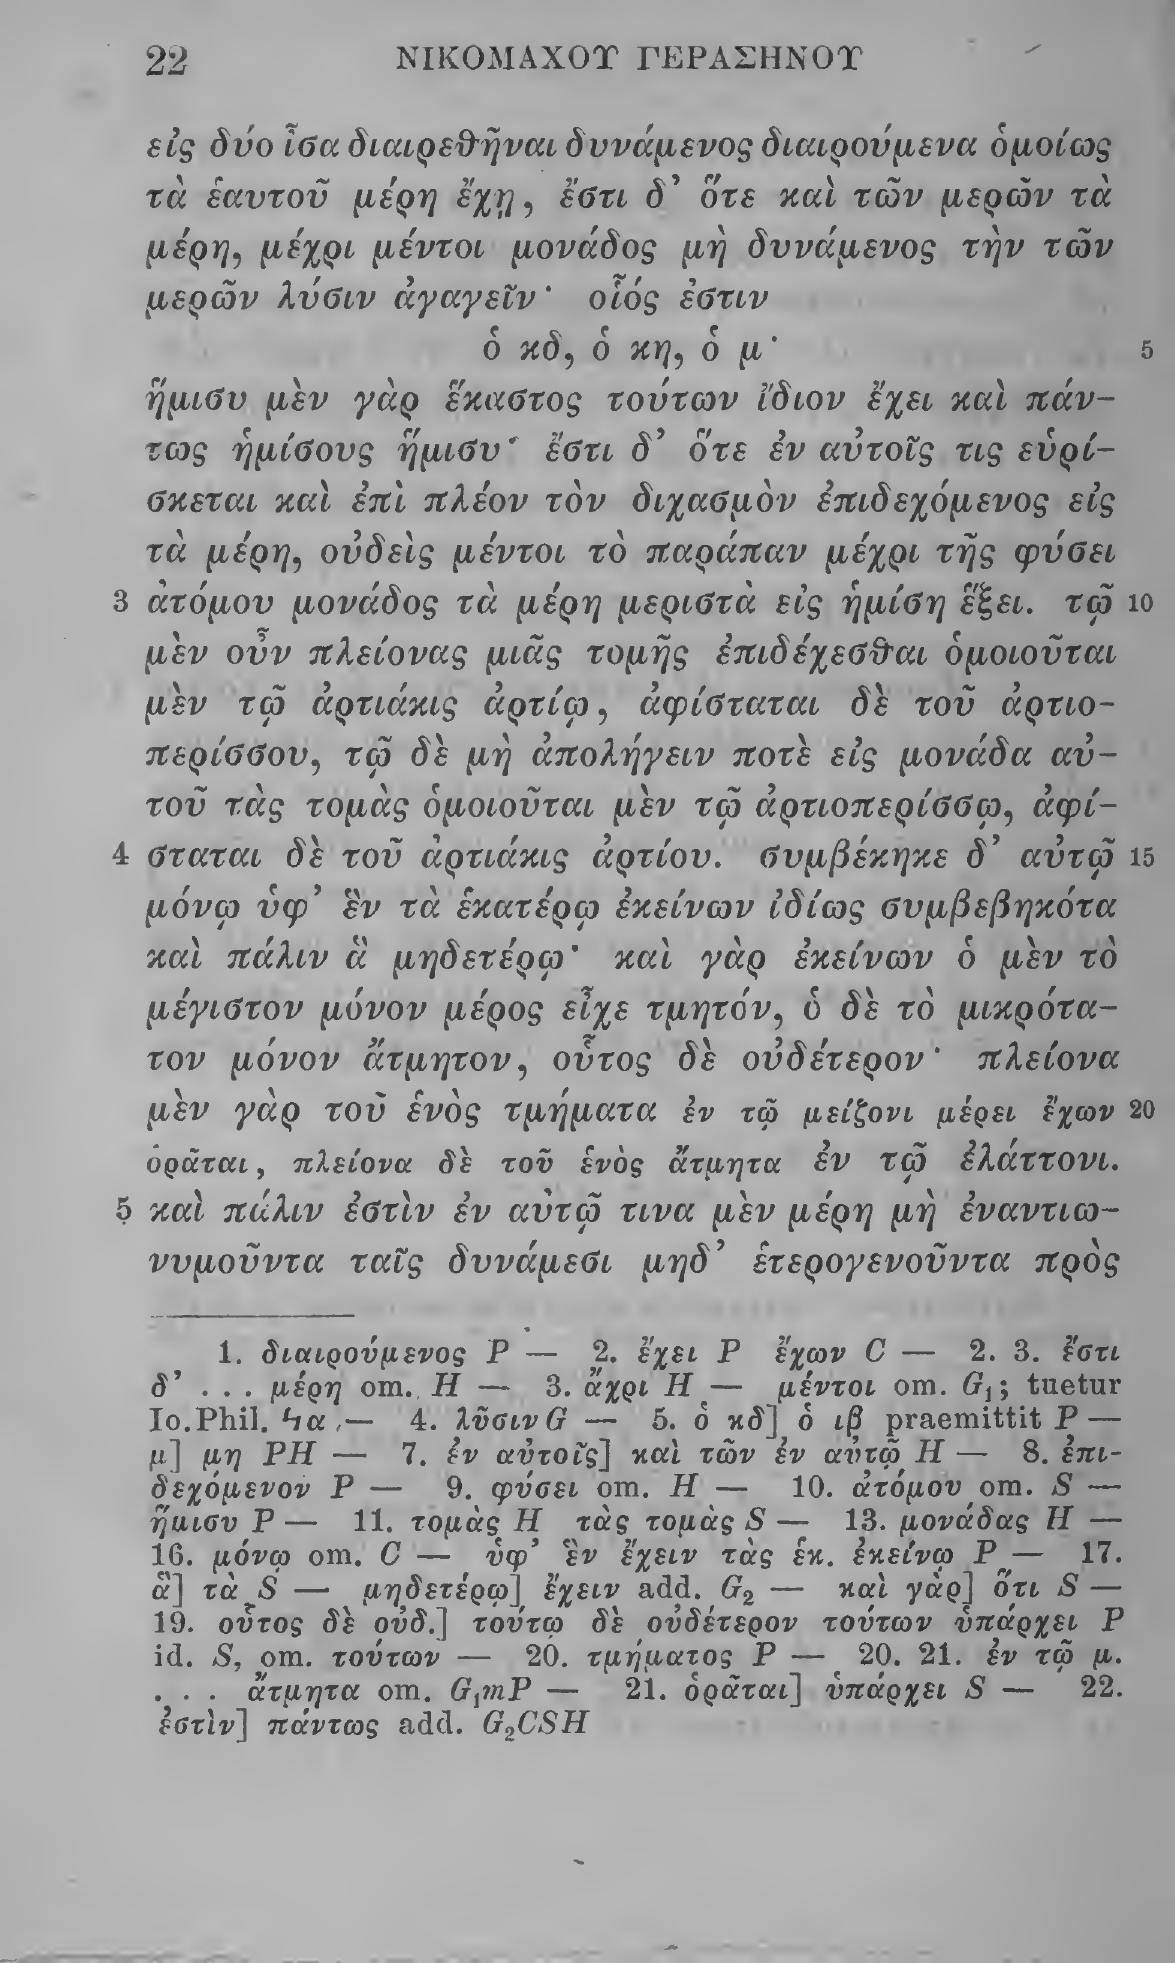 22 ΝΙΚΟΜΑΧΟΥ ΓΕΡΑΣΗΝΟΥ
εἰς δύο ἶσα διαιρεθῆναι δυνάμενος διαιρούμενα ὁμοίως
τὰ ἑαυτοῦ μέρη ἔχῃ, ἔστι δ’ ὅτε καὶ τῶν μερῶν τὰ
μέρη, μέχρι μέντοι μονάδος μὴ δυνάμενος τὴν τῶν
μερῶν λύσιν ἀγαγεῖν· οἷός ἐστιν
ὁ κδ, ὁ κη, ὁ μ· 5
ἥμισυ μὲν γὰρ ἕκαστος τούτων ἴδιον ἔχει καὶ πάν-
τως ἡμίσους ἥμισυ· ἔστι δ’ ὅτε ἐν αὐτοῖς τις εὑρί-
σκεται καὶ ἐπὶ πλέον τὸν διχασμὸν ἐπιδεχόμενος εἰς
τὰ μέρη, οὐδεὶς μέντοι τὸ παράπαν μέχρι τῆς φύσει
3 ἀτόμου μονάδος τὰ μέρη μεριστὰ εἰς ἡμίση ἕξει. τῷ 10
μὲν οὖν πλείονας μιᾶς τομῆς ἐπιδέχεσθαι ὁμοιοῦται
μὲν τῷ ἀρτιάκις ἀρτίῳ, ἀφίσταται δὲ τοῦ ἀρτιο-
περίσσου, τῷ δὲ μὴ ἀπολήγειν ποτὲ εἰς μονάδα αὐ-
τοῦ τὰς τομὰς ὁμοιοῦται μὲν τῷ ἀρτιοπερίσσῳ, ἀφί-
4 σταται δὲ τοῦ ἀρτιάκις ἀρτίου. συμβέκηκε δ’ αὐτῷ 15
μόνῳ ὑφ’ ἓν τὰ ἑκατέρῳ ἐκείνων ἰδίως συμβεβηκότα
καὶ πάλιν ἃ μηδετέρῳ· καὶ γὰρ ἐκείνων ὁ μὲν τὸ
μέγιστον μόνον μέρος εἶχε τμητόν, ὁ δὲ τὸ μικρότα-
τον μόνον ἄτμητον, οὗτος δὲ οὐδέτερον· πλείονα
μὲν γὰρ τοῦ ἑνὸς τμήματα ἐν τῷ μείζονι μέρει ἔχων 20
ὁρᾶται, πλείονα δὲ τοῦ ἑνὸς ἄτμητα ἐν τῷ ἐλάττονι.
5 καὶ πάλιν ἐστὶν ἐν αὐτῷ τινα μὲν μέρη μὴ ἐναντιω-
νυμοῦντα ταῖς δυνάμεσι μηδ’ ἑτερογενοῦντα πρὸς
1. διαιρούμενος P — 2. ἔχει P ἔχων C — 2. 3. ἔστι
δ’ . . . μέρη om. H — 3. ἄχρι H — μέντοι om. G₁; tuetur
Io. Phil. Ϟα — 4. λῦσιν G — 5. ὁ κδ] ὁ ιβ praemittit P —
μ] μη PH — 7. ἐν αὐτοῖς] καὶ τῶν ἐν αὐτῷ H — 8. ἐπι-
δεχόμενον P — 9. φύσει om. H — 10. ἀτόμου om. S —
ἥμισυ P — 11. τομὰς H τὰς τομὰς S — 13. μονάδας H —
16. μόνῳ om. C — ὑφ’ ἓν ἔχειν τὰς ἑκ. ἐκείνῳ P — 17.
ἃ] τὰ S — μηδετέρῳ] ἔχειν add. G₂ — καὶ γὰρ] ὅτι S —
19. οὗτος δὲ οὐδ.] τούτῳ δὲ οὐδέτερον τούτων ὑπάρχει P
id. S, om. τούτων — 20. τμήματος P — 20. 21. ἐν τῷ μ.
. . . ἄτμητα om. G₁mP — 21. ὁρᾶται] ὑπάρχει S — 22.
ἐστὶν] πάντως add. G₂CSH